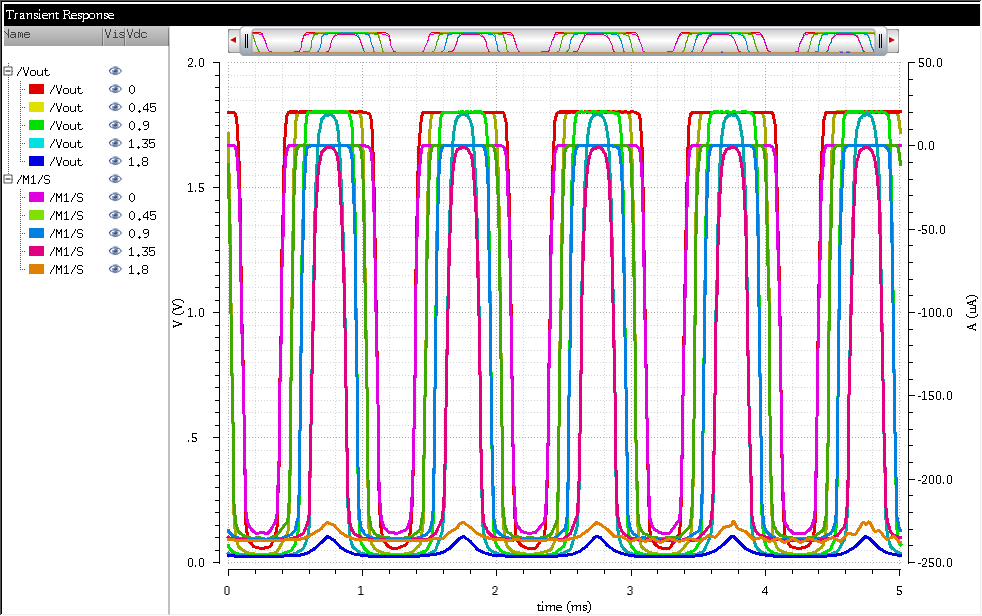 Transient Response
Name Vis Vdc
/Vout
/Vout 0
/Vout 0.45
/Vout 0.9
/Vout 1.35
/Vout 1.8
/M1/S
/M1/S 0
/M1/S 0.45
/M1/S 0.9
/M1/S 1.35
/M1/S 1.8
2.0
1.5
1.0
.5
0.0
V (V)
50.0
0.0
-50.0
-100.0
-150.0
-200.0
-250.0
A (uA)
0 1 2 3 4 5
time (ms)